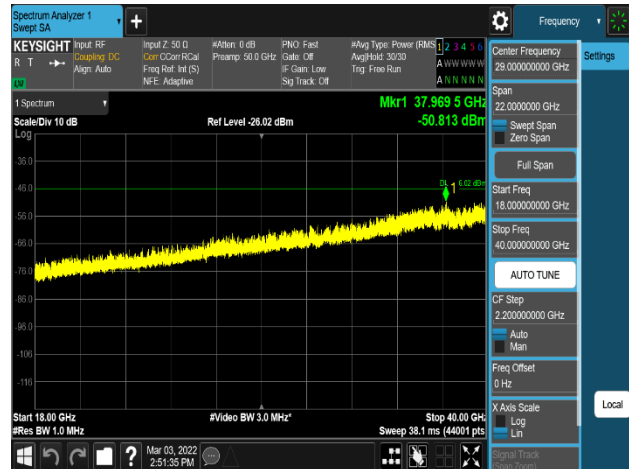 Spectrum Analyzer 1
Swept SA
Frequency
KEYSIGHT
R T
Input: RF
Coupling: DC
Align: Auto
Input Z: 50 Ω
Corr CCorr RCal
Freq Ref: Int (S)
NFE: Adaptive
#Atten: 0 dB
Preamp: 50.0 GHz
PNO: Fast
Gate: Off
IF Gain: Low
Sig Track: Off
#Avg Type: Power (RMS
Avg|Hold: 30/30
Trig: Free Run
1 2 3 4 5 6
A W W W W W
A N N N N N
Settings
Center Frequency
29.000000000 GHz
Span
22.0000000 GHz
Swept Span
Zero Span
Full Span
Start Freq
18.000000000 GHz
Stop Freq
40.000000000 GHz
AUTO TUNE
CF Step
2.200000000 GHz
Auto
Man
Freq Offset
0 Hz
X Axis Scale
Log
Lin
Signal Track
(Span Zoom)
Local
1 Spectrum
Mkr1 37.969 5 GHz
Scale/Div 10 dB
Ref Level -26.02 dBm
-50.813 dBm
Log
-36.0
-46.0
-56.0
-66.0
-76.0
-86.0
-96.0
-106
-116
6.02 dBm
1
Start 18.00 GHz
#Video BW 3.0 MHz*
Stop 40.00 GHz
#Res BW 1.0 MHz
Sweep 38.1 ms (44001 pts
?
Mar 03, 2022
2:51:35 PM